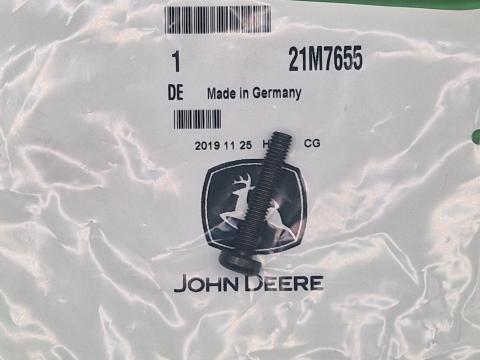 1 21M7655
DE Made in Germany
2019 11 25 CG
JOHN DEERE